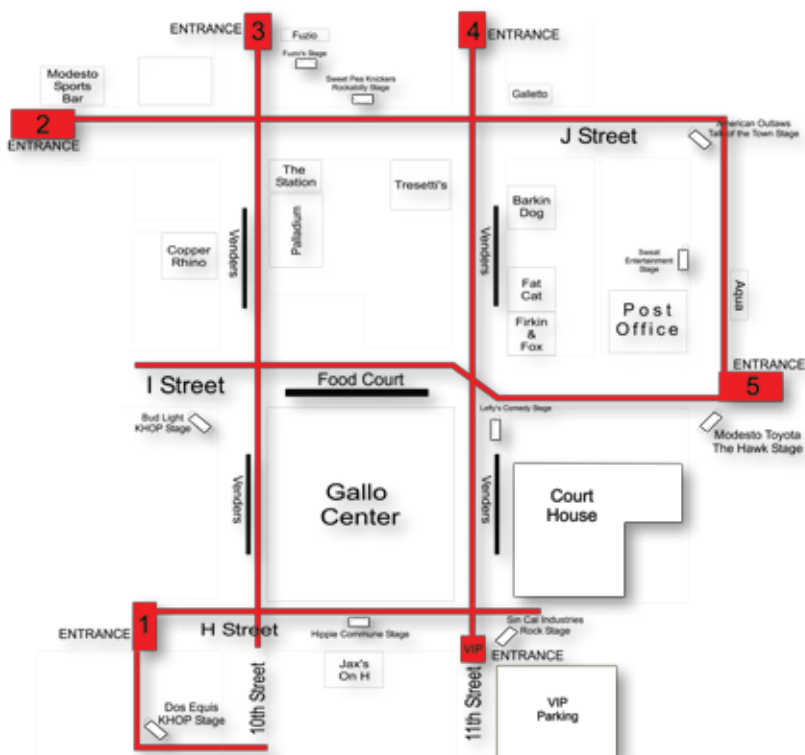 ENTRANCE
3
Fuzio
Fuzio's Stage
4
ENTRANCE
Modesto
Sports
Bar
Sweet Pea Knickers
Rockabilly Stage
Galletto
2
ENTRANCE
J Street
American Outlaws
Talk of the Town Stage
The
Station
Palladium
Tresetti's
Barkin
Dog
Venders
Venders
Copper
Rhino
Sweat
Entertainment
Stage
Fat
Cat
Firkin
&
Fox
Post
Office
Aqua
ENTRANCE
5
I Street
Food Court
Bud Light
KHOP Stage
Lefty's Comedy Stage
Modesto Toyota
The Hawk Stage
Venders
Gallo
Center
Venders
Court
House
1
ENTRANCE
H Street
Hippie Commune Stage
Sin Cal Industries
Rock Stage
VIP
ENTRANCE
10th Street
Jax's
On H
11th Street
Dos Equis
KHOP Stage
VIP
Parking